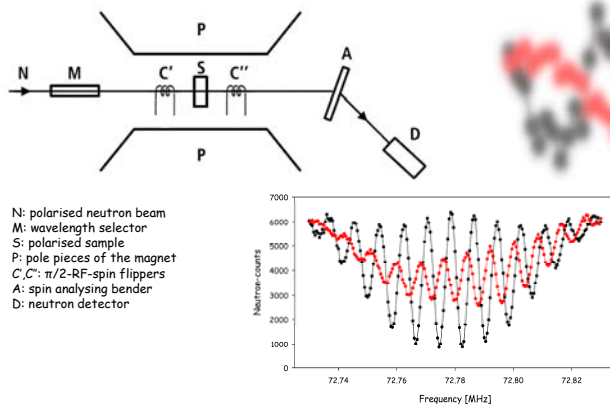 P
A
N
M
C'
S
C''
P
D
N: polarised neutron beam
M: wavelength selector
S: polarised sample
P: pole pieces of the magnet
C',C'': π/2-RF-spin flippers
A: spin analysing bender
D: neutron detector
7000
6000
5000
4000
3000
2000
1000
0
Neutron-counts
72.74
72.76
72.78
72.80
72.82
Frequency [MHz]